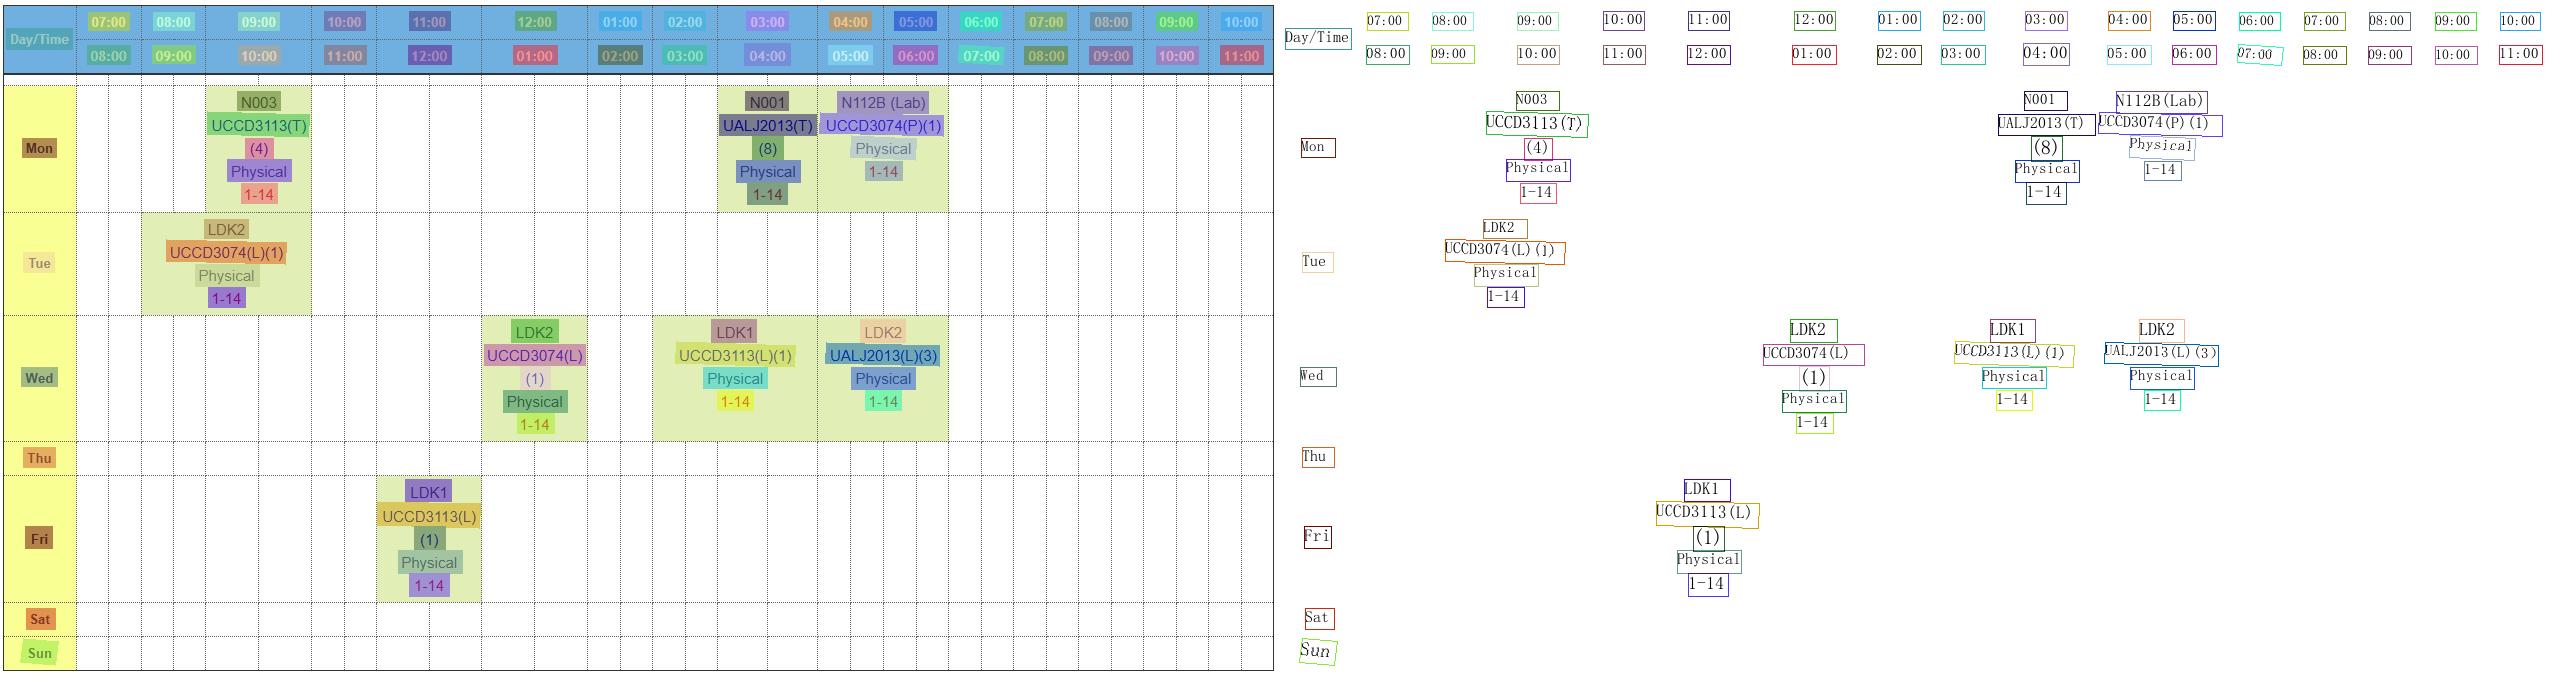 Day/Time 07:00 08:00 09:00 10:00 11:00 12:00 01:00 02:00 03:00 04:00 05:00 06:00 07:00 08:00 09:00 10:00
08:00 09:00 10:00 11:00 12:00 01:00 02:00 03:00 04:00 05:00 06:00 07:00 08:00 09:00 10:00 11:00
Mon
N003
UCCD3113(T)
(4)
Physical
1-14
N001
UALJ2013(T)
(8)
Physical
1-14
N112B (Lab)
UCCD3074(P)(1)
Physical
1-14
Tue
LDK2
UCCD3074(L)(1)
Physical
1-14
Wed
LDK2
UCCD3074(L)
(1)
Physical
1-14
LDK1
UCCD3113(L)(1)
Physical
1-14
LDK2
UALJ2013(L)(3)
Physical
1-14
Thu
Fri
LDK1
UCCD3113(L)
(1)
Physical
1-14
Sat
Sun
Day/Time 07:00 08:00 09:00 10:00 11:00 12:00 01:00 02:00 03:00 04:00 05:00 06:00 07:00 08:00 09:00 10:00
08:00 09:00 10:00 11:00 12:00 01:00 02:00 03:00 04:00 05:00 06:00 07:00 08:00 09:00 10:00 11:00
Mon
N003
UCCD3113(T)
(4)
Physical
1-14
N001
UALJ2013(T)
(8)
Physical
1-14
N112B(Lab)
UCCD3074(P)(1)
Physical
1-14
Tue
LDK2
UCCD3074(L)(1)
Physical
1-14
Wed
LDK2
UCCD3074(L)
(1)
Physical
1-14
LDK1
UCCD3113(L)(1)
Physical
1-14
LDK2
UALJ2013(L)(3)
Physical
1-14
Thu
Fri
LDK1
UCCD3113(L)
(1)
Physical
1-14
Sat
Sun